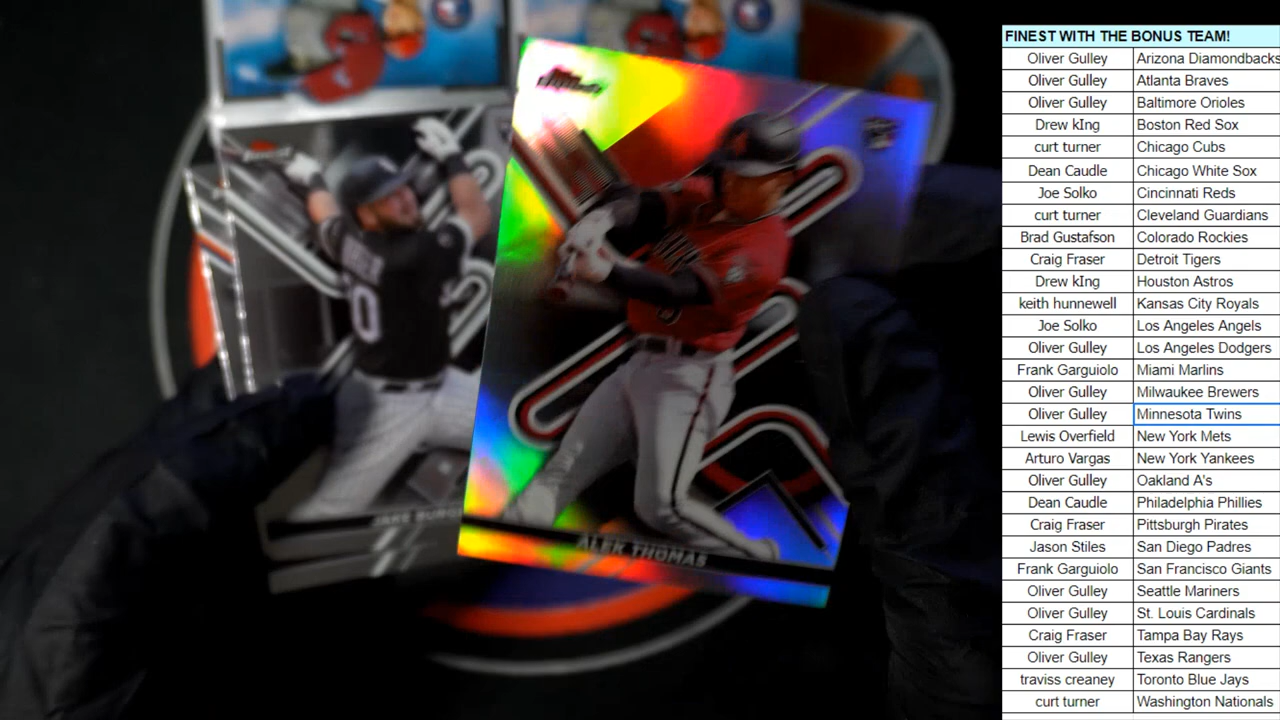 FINEST WITH THE BONUS TEAM!
Oliver Gulley Arizona Diamondbacks
Oliver Gulley Atlanta Braves
Oliver Gulley Baltimore Orioles
Drew kIng Boston Red Sox
curt turner Chicago Cubs
Dean Caudle Chicago White Sox
Joe Solko Cincinnati Reds
curt turner Cleveland Guardians
Brad Gustafson Colorado Rockies
Craig Fraser Detroit Tigers
Drew kIng Houston Astros
keith hunnewell Kansas City Royals
Joe Solko Los Angeles Angels
Oliver Gulley Los Angeles Dodgers
Frank Garguiolo Miami Marlins
Oliver Gulley Milwaukee Brewers
Oliver Gulley Minnesota Twins
Lewis Overfield New York Mets
Arturo Vargas New York Yankees
Oliver Gulley Oakland A's
Dean Caudle Philadelphia Phillies
Craig Fraser Pittsburgh Pirates
Jason Stiles San Diego Padres
Frank Garguiolo San Francisco Giants
Oliver Gulley Seattle Mariners
Oliver Gulley St. Louis Cardinals
Craig Fraser Tampa Bay Rays
Oliver Gulley Texas Rangers
traviss creaney Toronto Blue Jays
curt turner Washington Nationals
JAKE
ALEK THOMAS